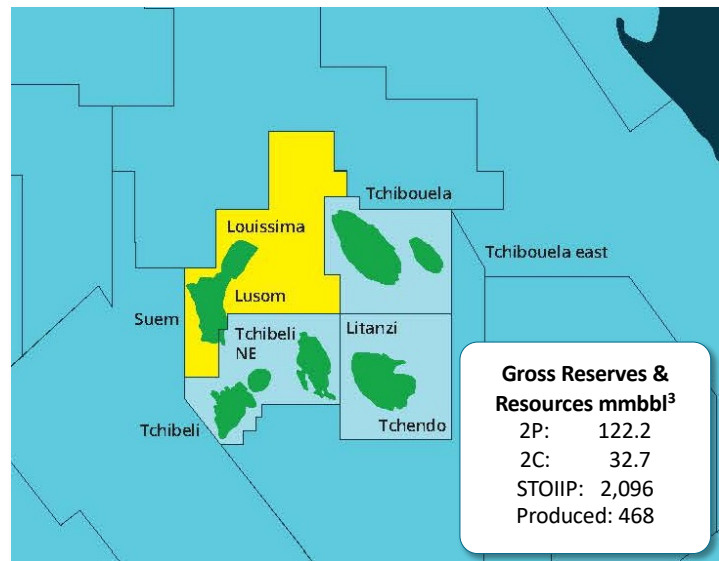 Tchibouela
Louissima
Tchibouela east
Lusom
Suem
Tchibeli
NE
Litanzi
Tchendo
Tchibeli
Gross Reserves &
Resources mmbbl³
2P: 122.2
2C: 32.7
STOIIP: 2,096
Produced: 468